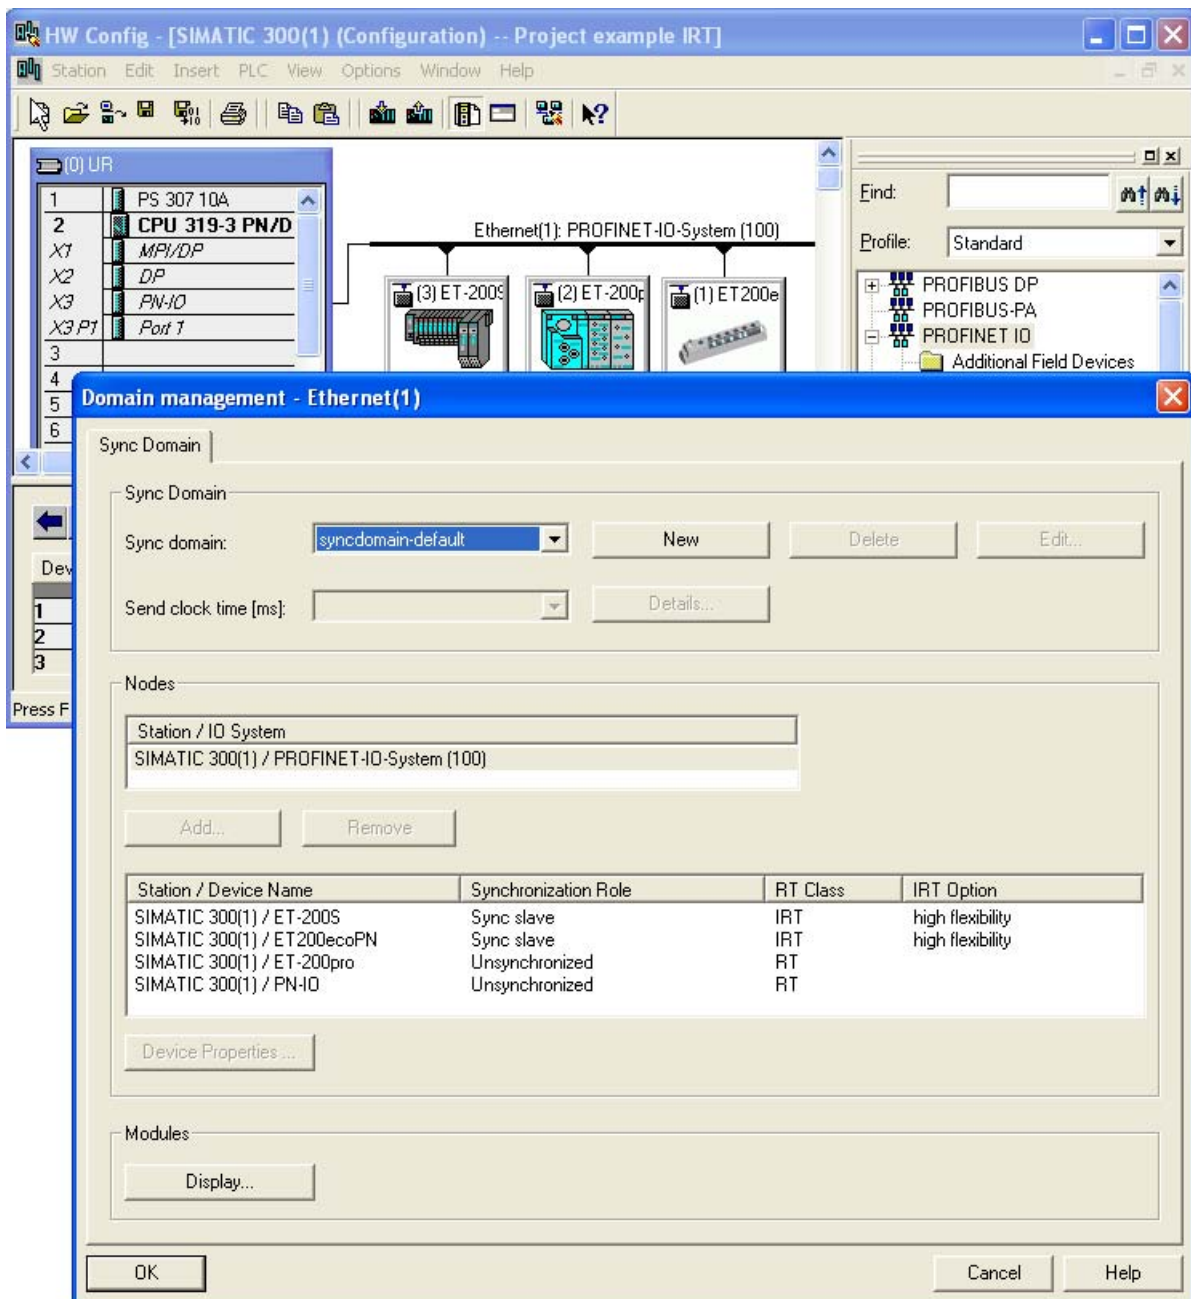 HW Config - [SIMATIC 300(1) (Configuration) -- Project example IRT]
Station Edit Insert PLC View Options Window Help
(0) UR
1 PS 307 10A
2 CPU 319-3 PN/D
X1 MPI/DP
X2 DP
X3 PN-IO
X3 P1 Port 1
3
4
5
6
Ethernet(1): PROFINET-IO-System (100)
(3) ET-200S
(2) ET-200p
(1) ET200e
Find:
Profile: Standard
PROFIBUS DP
PROFIBUS-PA
PROFINET IO
Additional Field Devices
Dev
1
2
3
Press F
Domain management - Ethernet(1)
Sync Domain
Sync Domain
Sync domain: syncdomain-default New Delete Edit...
Send clock time [ms]: Details...
Nodes
Station / IO System
SIMATIC 300(1) / PROFINET-IO-System (100)
Add... Remove
Station / Device Name Synchronization Role RT Class IRT Option
SIMATIC 300(1) / ET-200S Sync slave IRT high flexibility
SIMATIC 300(1) / ET200ecoPN Sync slave IRT high flexibility
SIMATIC 300(1) / ET-200pro Unsynchronized RT
SIMATIC 300(1) / PN-IO Unsynchronized RT
Device Properties ...
Modules
Display...
OK Cancel Help